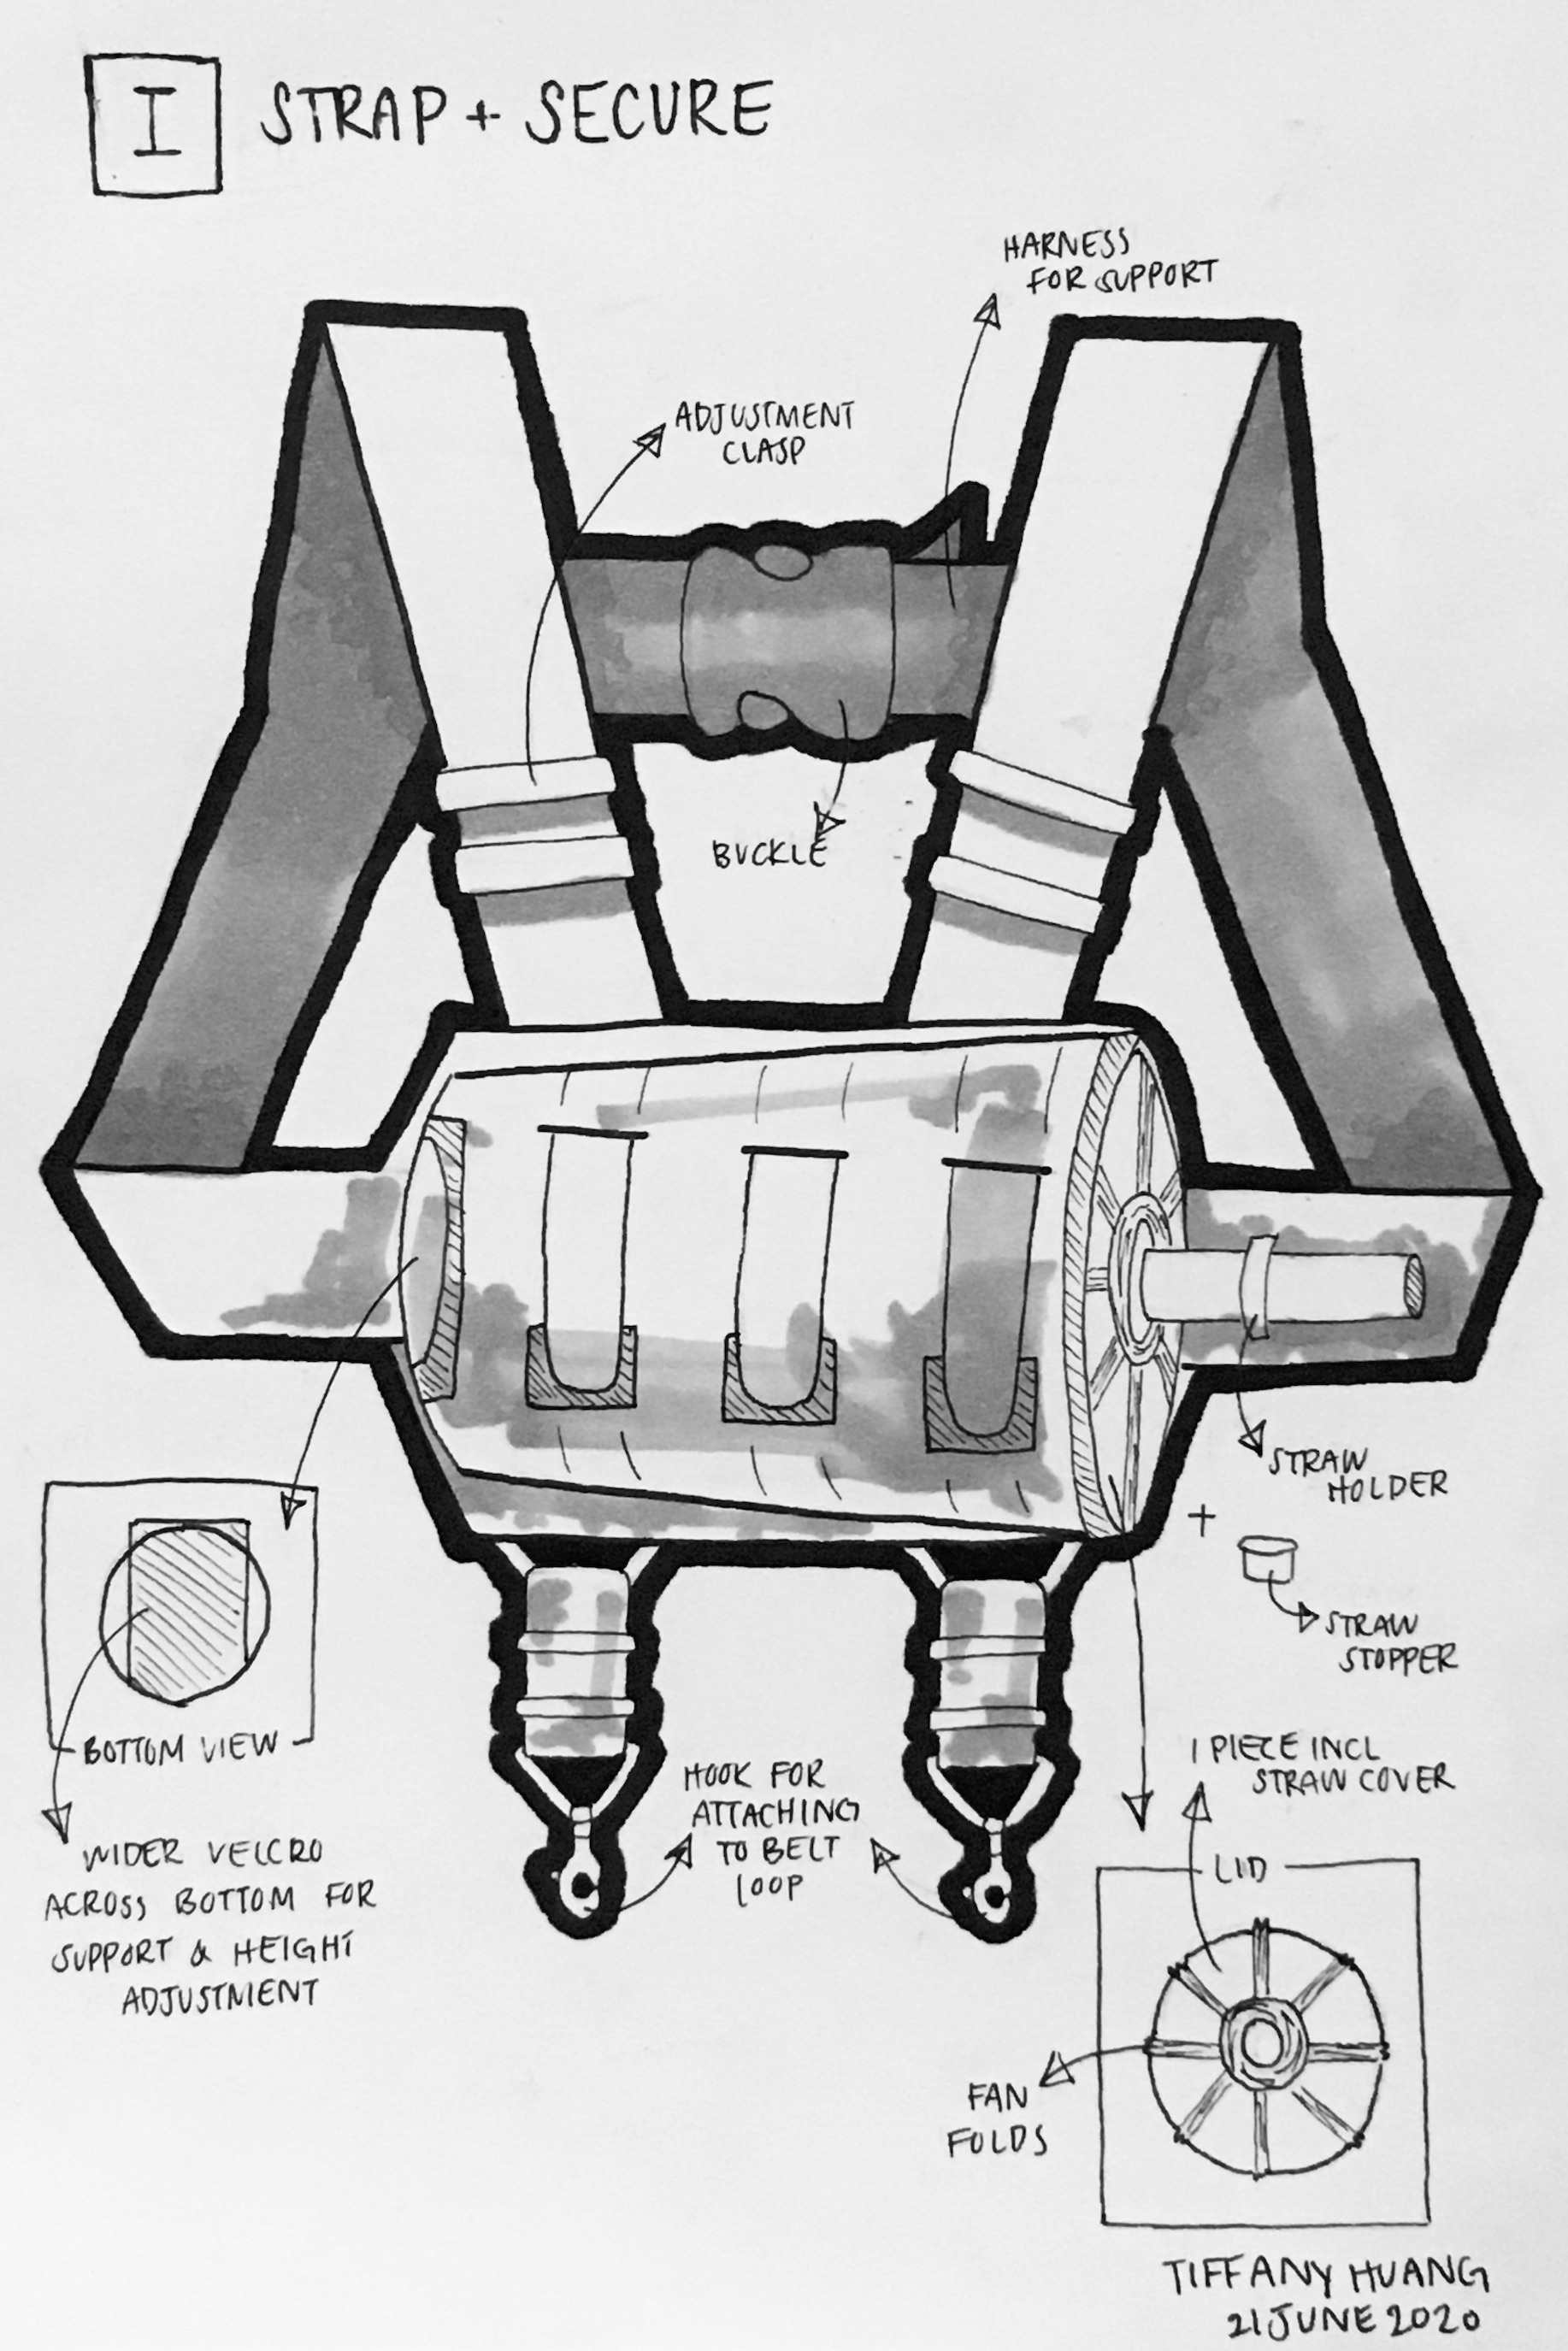 I STRAP + SECURE
HARNESS
FOR SUPPORT
ADJUSTMENT
CLASP
BUCKLE
STRAW
HOLDER
+
STRAW
STOPPER
BOTTOM VIEW
WIDER VELCRO
ACROSS BOTTOM FOR
SUPPORT & HEIGHT
ADJUSTMENT
HOOK FOR
ATTACHING
TO BELT
LOOP
1 PIECE INCL
STRAW COVER
LID
FAN
FOLDS
TIFFANY HUANG
21 JUNE 2020